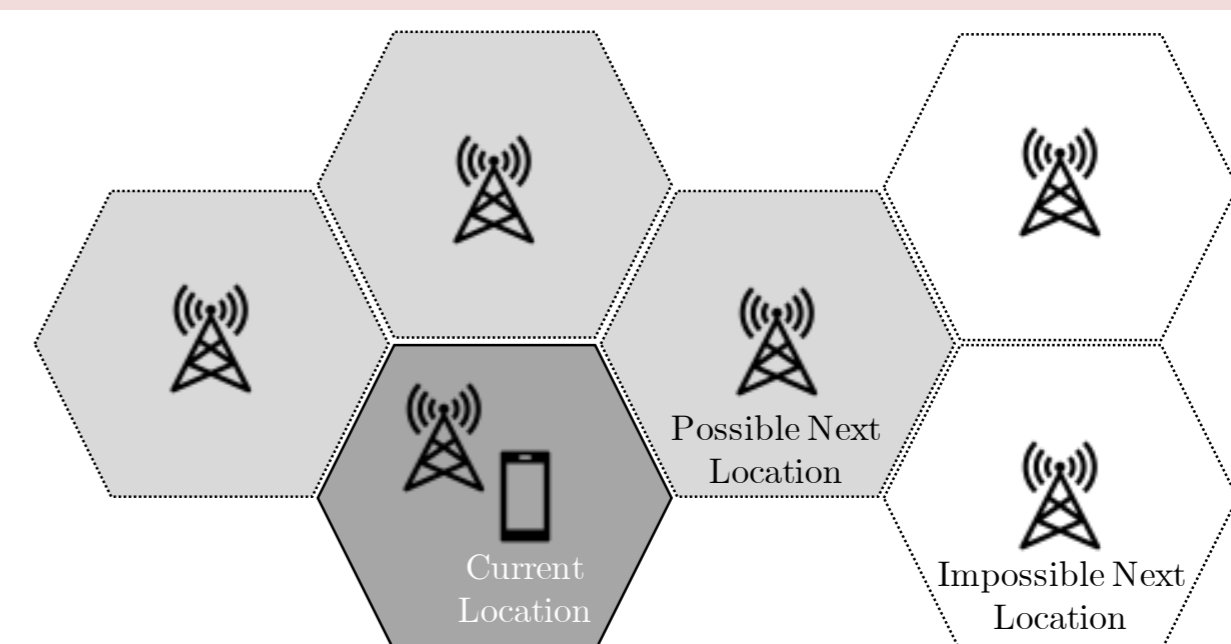 Possible Next
Location
Current
Location
Impossible Next
Location